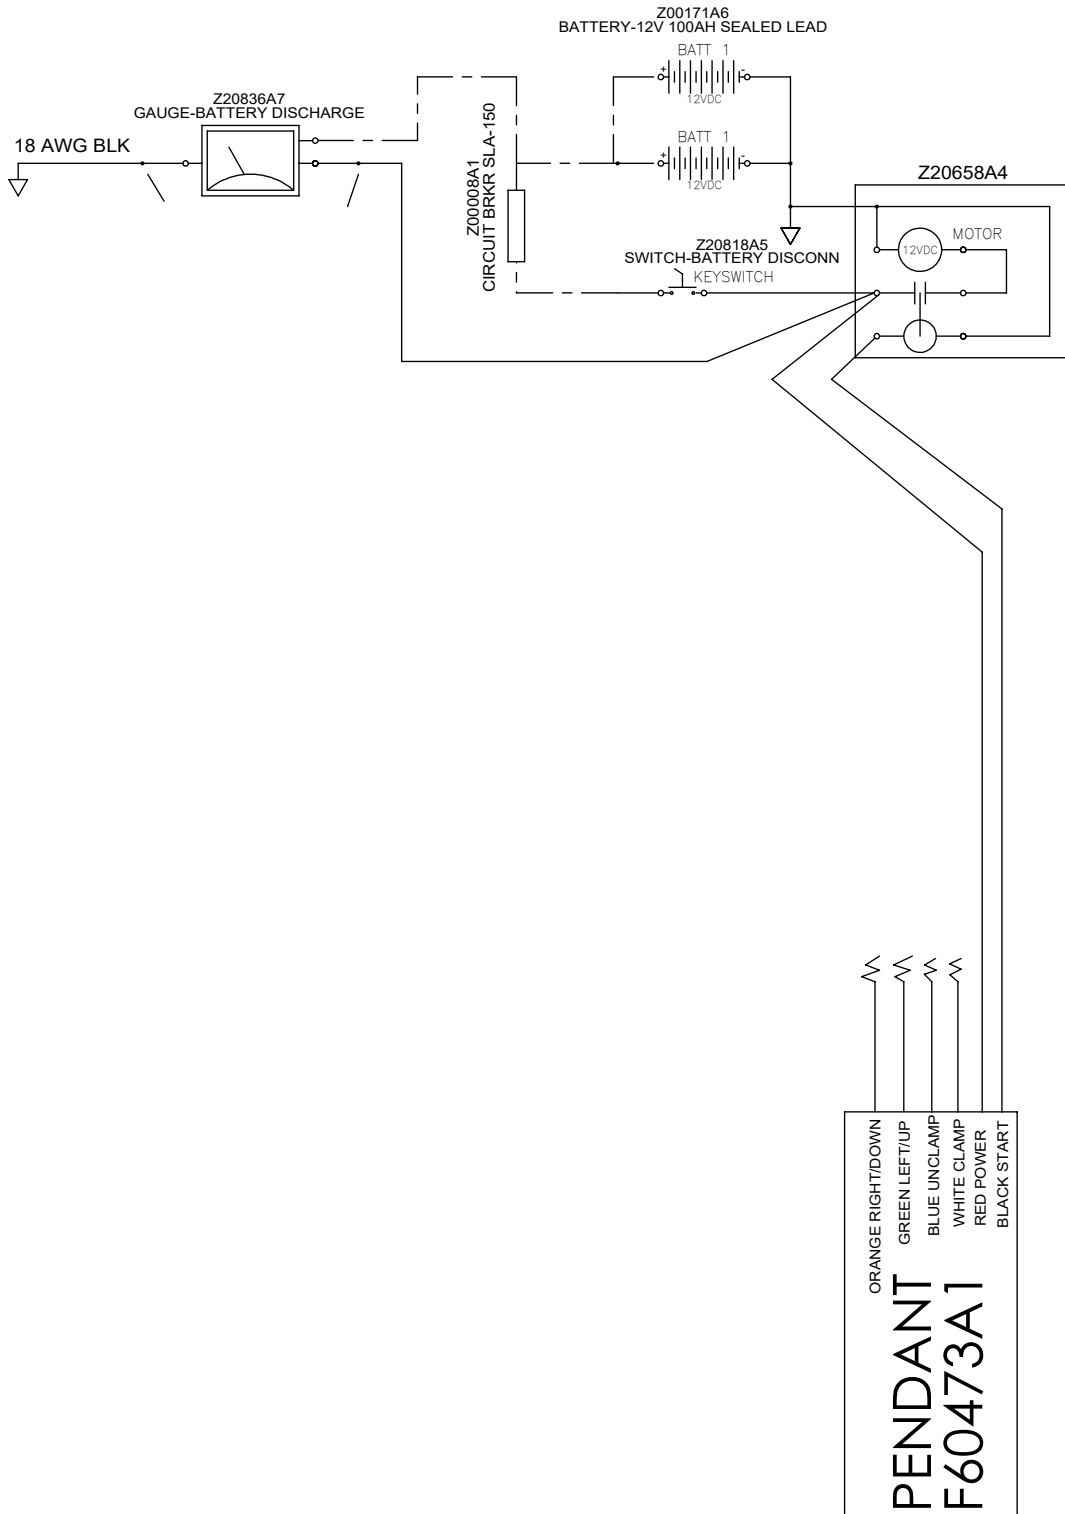 Z00171A6
BATTERY-12V 100AH SEALED LEAD
BATT 1
+ -
12VDC
Z20836A7
GAUGE-BATTERY DISCHARGE
18 AWG BLK
Z00008A1
CIRCUIT BRKR SLA-150
BATT 1
+ -
12VDC
Z20658A4
MOTOR
12VDC
Z20818A5
SWITCH-BATTERY DISCONN
KEYSWITCH
ORANGE RIGHT/DOWN
GREEN LEFT/UP
BLUE UNCLAMP
WHITE CLAMP
RED POWER
BLACK START
PENDANT
F60473A1